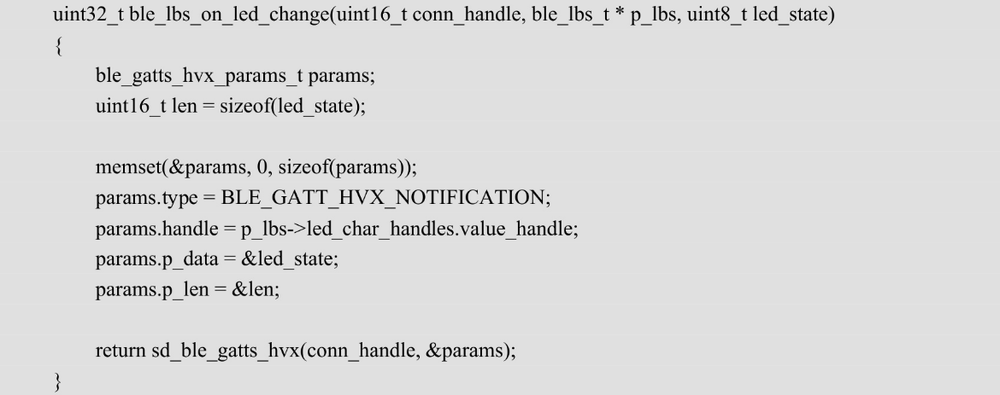 uint32_t ble_lbs_on_led_change(uint16_t conn_handle, ble_lbs_t * p_lbs, uint8_t led_state)
{
ble_gatts_hvx_params_t params;
uint16_t len = sizeof(led_state);
memset(&params, 0, sizeof(params));
params.type = BLE_GATT_HVX_NOTIFICATION;
params.handle = p_lbs->led_char_handles.value_handle;
params.p_data = &led_state;
params.p_len = &len;
return sd_ble_gatts_hvx(conn_handle, &params);
}